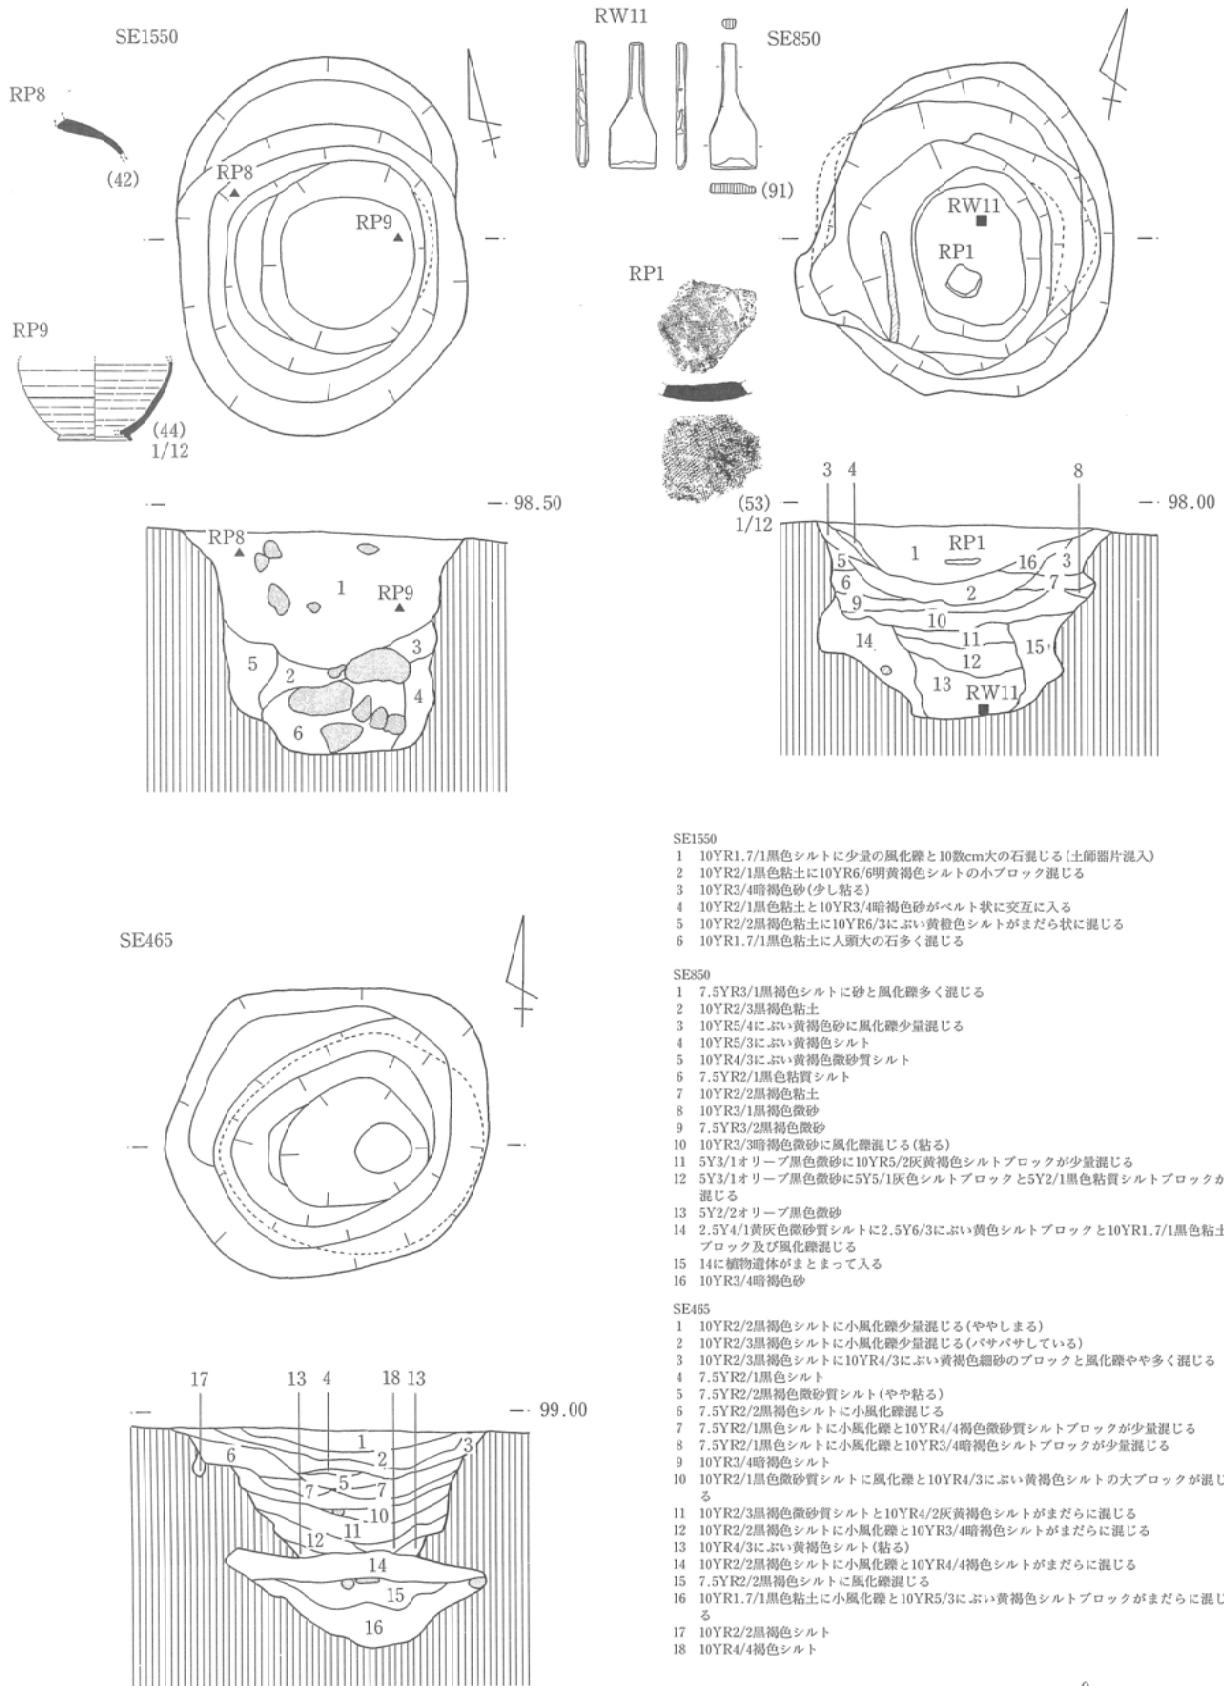 SE1550
RP8
(42)
RP8
RP9
RP9
(44)
1/12
98.50
RP8
1
RP9
3
5
2
4
6
RW11
SE850
(91)
RW11
RP1
RP1
(53)
1/12
3 4 8
98.00
1
RP1
16
3
5
6
2
7
9
10
11
14
15
12
13
RW11
SE465
17 13 4 18 13
99.00
1
3
2
6
5
7
7
10
11
12
14
15
16
SE1550
1 10YR1.7/1黒色シルトに少量の風化礫と10数cm大の石混じる(土師器片混入)
2 10YR2/1黒色粘土に10YR6/6明黄褐色シルトの小ブロック混じる
3 10YR3/4暗褐色砂(少し粘る)
4 10YR2/1黒色粘土と10YR3/4暗褐色砂がベルト状に交互に入る
5 10YR2/2黒褐色粘土に10YR6/3にぶい黄橙色シルトがまだら状に混じる
6 10YR1.7/1黒色粘土に人頭大の石多く混じる
SE850
1 7.5YR3/1黒褐色シルトに砂と風化礫多く混じる
2 10YR2/3黒褐色粘土
3 10YR5/4にぶい黄褐色砂に風化礫少量混じる
4 10YR5/3にぶい黄褐色シルト
5 10YR4/3にぶい黄褐色微砂質シルト
6 7.5YR2/1黒色粘質シルト
7 10YR2/2黒褐色粘土
8 10YR3/1黒褐色微砂
9 7.5YR3/2黒褐色微砂
10 10YR3/3暗褐色微砂に風化礫混じる(粘る)
11 5Y3/1オリーブ黒色微砂に10YR5/2灰黄褐色シルトブロックが少量混じる
12 5Y3/1オリーブ黒色微砂に5Y5/1灰色シルトブロックと5Y2/1黒色粘質シルトブロックが
混じる
13 5Y2/2オリーブ黒色微砂
14 2.5Y4/1黄灰色微砂質シルトに2.5Y6/3にぶい黄色シルトブロックと10YR1.7/1黒色粘土
ブロック及び風化礫混じる
15 14に植物遺体がまとまって入る
16 10YR3/4暗褐色砂
SE465
1 10YR2/2黒褐色シルトに小風化礫少量混じる(ややしまる)
2 10YR2/3黒褐色シルトに小風化礫少量混じる(パサパサしている)
3 10YR2/3黒褐色シルトに10YR4/3にぶい黄褐色細砂のブロックと風化礫やや多く混じる
4 7.5YR2/1黒色シルト
5 7.5YR2/2黒褐色微砂質シルト(やや粘る)
6 7.5YR2/2黒褐色シルトに小風化礫混じる
7 7.5YR2/1黒色シルトに小風化礫と10YR4/4褐色微砂質シルトブロックが少量混じる
8 7.5YR2/1黒色シルトに小風化礫と10YR3/4暗褐色シルトブロックが少量混じる
9 10YR3/4暗褐色シルト
10 10YR2/1黒色微砂質シルトに風化礫と10YR4/3にぶい黄褐色シルトの大ブロックが混じ
る
11 10YR2/3黒褐色微砂質シルトと10YR4/2灰黄褐色シルトがまだらに混じる
12 10YR2/2黒褐色シルトに小風化礫と10YR3/4暗褐色シルトがまだらに混じる
13 10YR4/3にぶい黄褐色シルト(粘る)
14 10YR2/2黒褐色シルトに小風化礫と10YR4/4褐色シルトがまだらに混じる
15 7.5YR2/2黒褐色シルトに風化礫混じる
16 10YR1.7/1黒色粘土に小風化礫と10YR5/3にぶい黄褐色シルトブロックがまだらに混じ
る
17 10YR2/2黒褐色シルト
18 10YR4/4褐色シルト